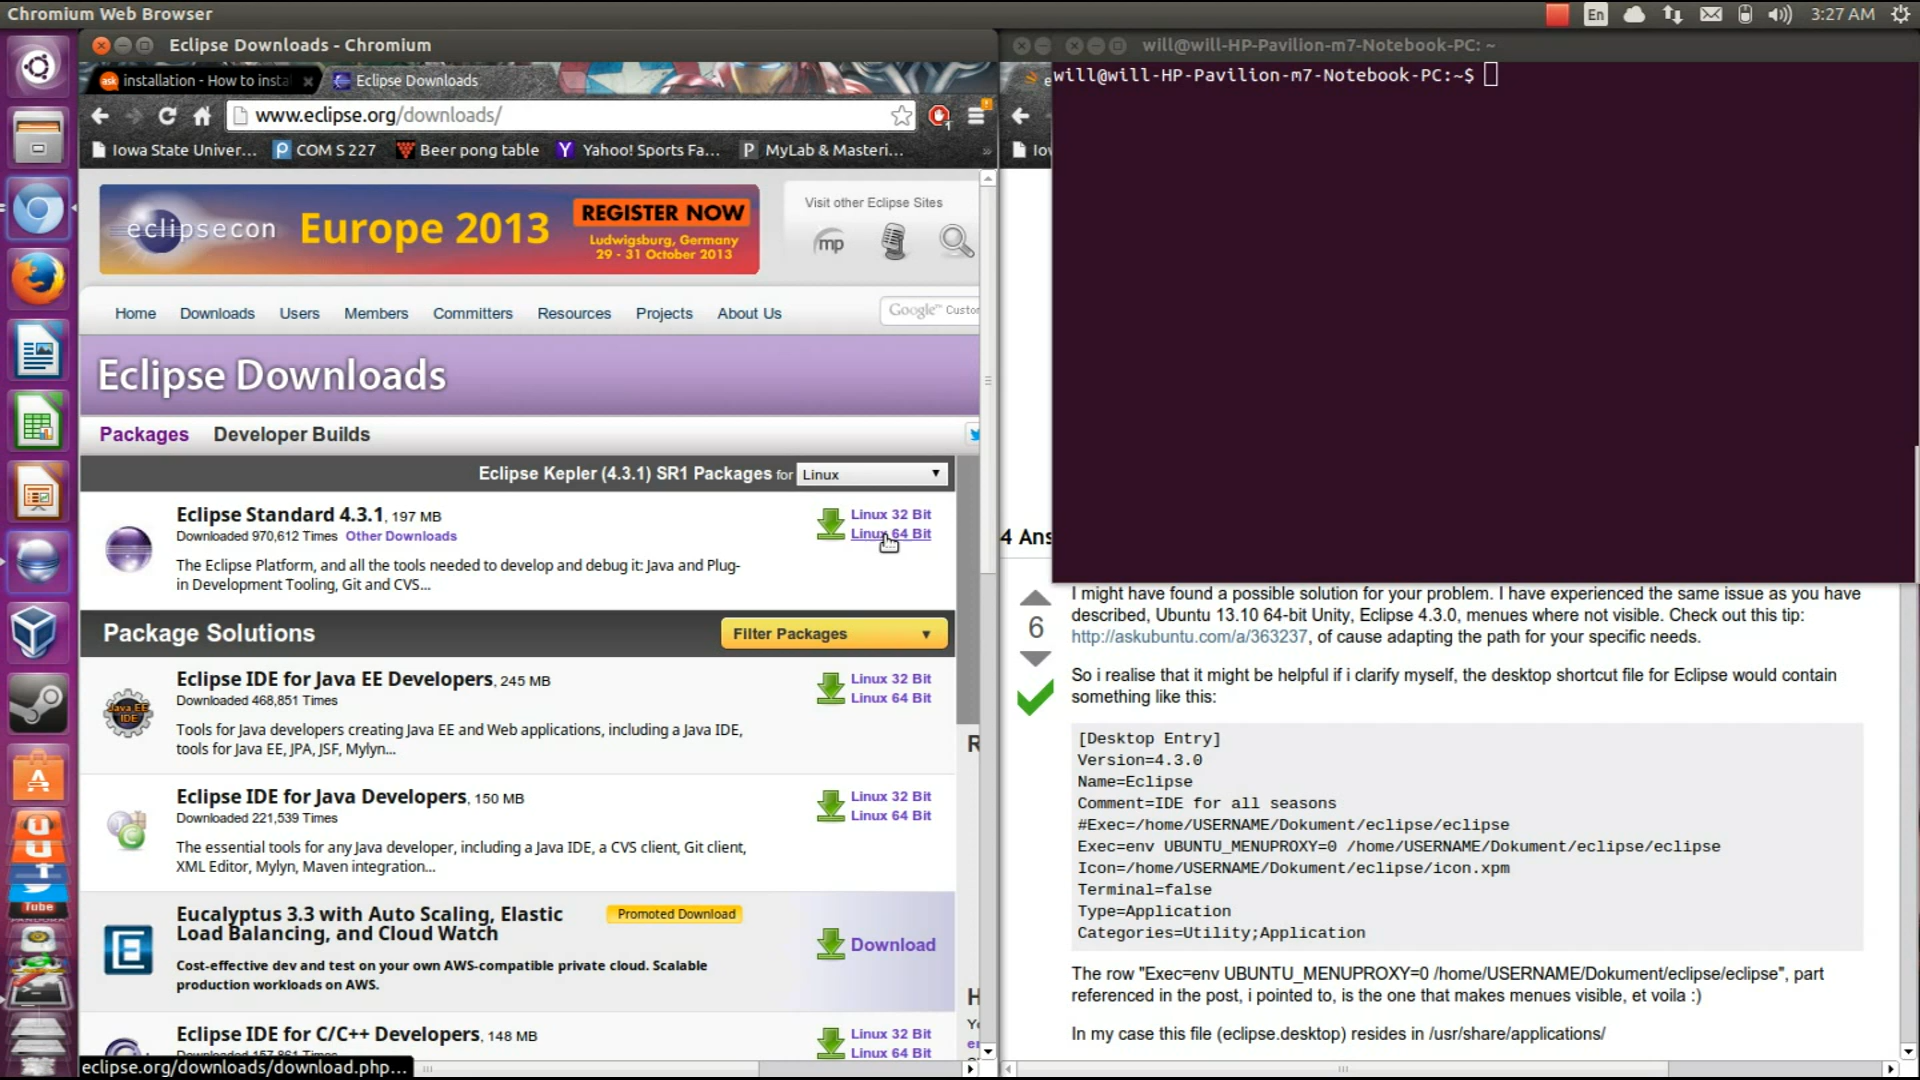 Chromium Web Browser
En
3:27 AM
Eclipse Downloads - Chromium
will@will-HP-Pavilion-m7-Notebook-PC: ~
ask
installation - How to instal
Eclipse Downloads
will@will-HP-Pavilion-m7-Notebook-PC:~$
www.eclipse.org/downloads/
Iowa State Univer...
COM S 227
Beer pong table
Yahoo! Sports Fa...
MyLab & Masteri...
»
eclipsecon
Europe 2013
REGISTER NOW
Ludwigsburg, Germany
29 - 31 October 2013
Visit other Eclipse Sites
mp
Home
Downloads
Users
Members
Committers
Resources
Projects
About Us
Google™ Custo
Eclipse Downloads
Packages
Developer Builds
Eclipse Kepler (4.3.1) SR1 Packages for
Linux
Eclipse Standard 4.3.1, 197 MB
Downloaded 970,612 Times Other Downloads
The Eclipse Platform, and all the tools needed to develop and debug it: Java and Plug-
in Development Tooling, Git and CVS...
Linux 32 Bit
Linux 64 Bit
Package Solutions
Filter Packages
Eclipse IDE for Java EE Developers, 245 MB
Downloaded 468,851 Times
Tools for Java developers creating Java EE and Web applications, including a Java IDE,
tools for Java EE, JPA, JSF, Mylyn...
Java EE
IDE
Linux 32 Bit
Linux 64 Bit
Eclipse IDE for Java Developers, 150 MB
Downloaded 221,539 Times
The essential tools for any Java developer, including a Java IDE, a CVS client, Git client,
XML Editor, Mylyn, Maven integration...
Linux 32 Bit
Linux 64 Bit
Eucalyptus 3.3 with Auto Scaling, Elastic
Load Balancing, and Cloud Watch
Promoted Download
Cost-effective dev and test on your own AWS-compatible private cloud. Scalable
production workloads on AWS.
Download
Eclipse IDE for C/C++ Developers, 148 MB
Downloaded 157,861 Times
Linux 32 Bit
Linux 64 Bit
eclipse.org/downloads/download.php...
Tube
4 Ans
6
I might have found a possible solution for your problem. I have experienced the same issue as you have
described, Ubuntu 13.10 64-bit Unity, Eclipse 4.3.0, menues where not visible. Check out this tip:
http://askubuntu.com/a/363237, of cause adapting the path for your specific needs.
So i realise that it might be helpful if i clarify myself, the desktop shortcut file for Eclipse would contain
something like this:
[Desktop Entry]
Version=4.3.0
Name=Eclipse
Comment=IDE for all seasons
#Exec=/home/USERNAME/Dokument/eclipse/eclipse
Exec=env UBUNTU_MENUPROXY=0 /home/USERNAME/Dokument/eclipse/eclipse
Icon=/home/USERNAME/Dokument/eclipse/icon.xpm
Terminal=false
Type=Application
Categories=Utility;Application
The row "Exec=env UBUNTU_MENUPROXY=0 /home/USERNAME/Dokument/eclipse/eclipse", part
referenced in the post, i pointed to, is the one that makes menues visible, et voila :)
In my case this file (eclipse.desktop) resides in /usr/share/applications/